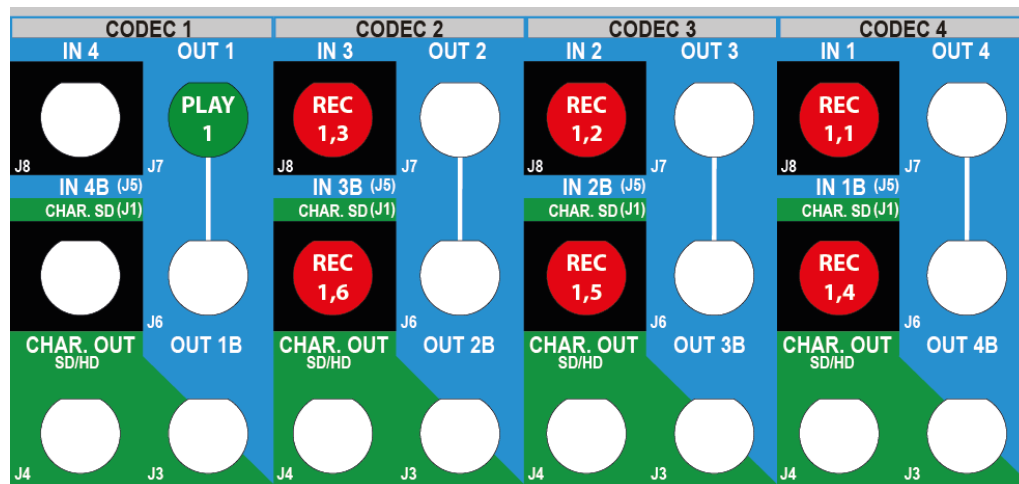 CODEC 1 CODEC 2 CODEC 3 CODEC 4
IN 4 OUT 1 IN 3 OUT 2 IN 2 OUT 3 IN 1 OUT 4
PLAY REC REC REC
1 1,3 1,2 1,1
J8 J7 J8 J7 J8 J7 J8 J7
IN 4B (J5) IN 3B (J5) IN 2B (J5) IN 1B (J5)
CHAR. SD (J1) CHAR. SD (J1) CHAR. SD (J1) CHAR. SD (J1)
REC REC REC
1,6 1,5 1,4
J6 J6 J6 J6
CHAR. OUT OUT 1B CHAR. OUT OUT 2B CHAR. OUT OUT 3B CHAR. OUT OUT 4B
SD/HD SD/HD SD/HD SD/HD
J4 J3 J4 J3 J4 J3 J4 J3